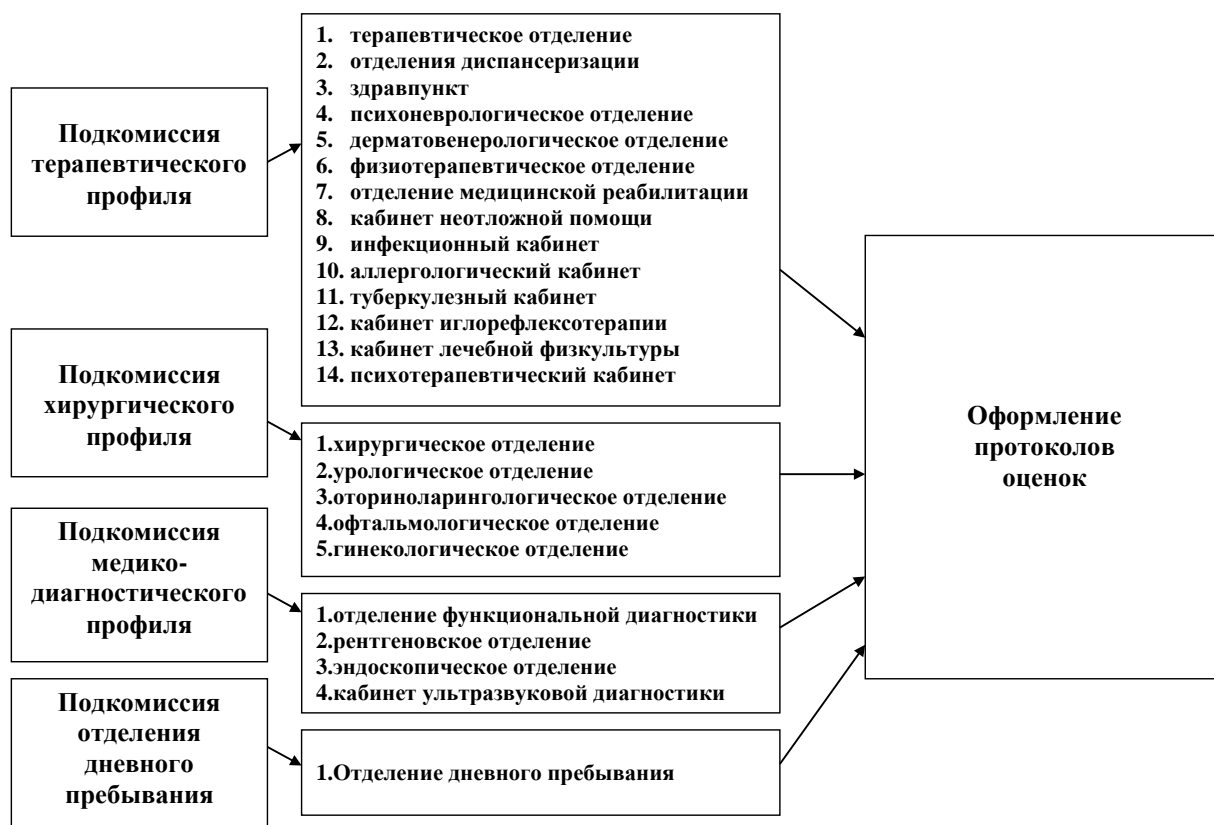 Подкомиссия
терапевтического
профиля
1. терапевтическое отделение
2. отделения диспансеризации
3. здравпункт
4. психоневрологическое отделение
5. дерматовенерологическое отделение
6. физиотерапевтическое отделение
7. отделение медицинской реабилитации
8. кабинет неотложной помощи
9. инфекционный кабинет
10. аллергологический кабинет
11. туберкулезный кабинет
12. кабинет иглорефлексотерапии
13. кабинет лечебной физкультуры
14. психотерапевтический кабинет
Подкомиссия
хирургического
профиля
1.хирургическое отделение
2.урологическое отделение
3.оториноларингологическое отделение
4.офтальмологическое отделение
5.гинекологическое отделение
Подкомиссия
медико-
диагностического
профиля
1.отделение функциональной диагностики
2.рентгеновское отделение
3.эндоскопическое отделение
4.кабинет ультразвуковой диагностики
Подкомиссия
отделения
дневного
пребывания
1.Отделение дневного пребывания
Оформление
протоколов
оценок